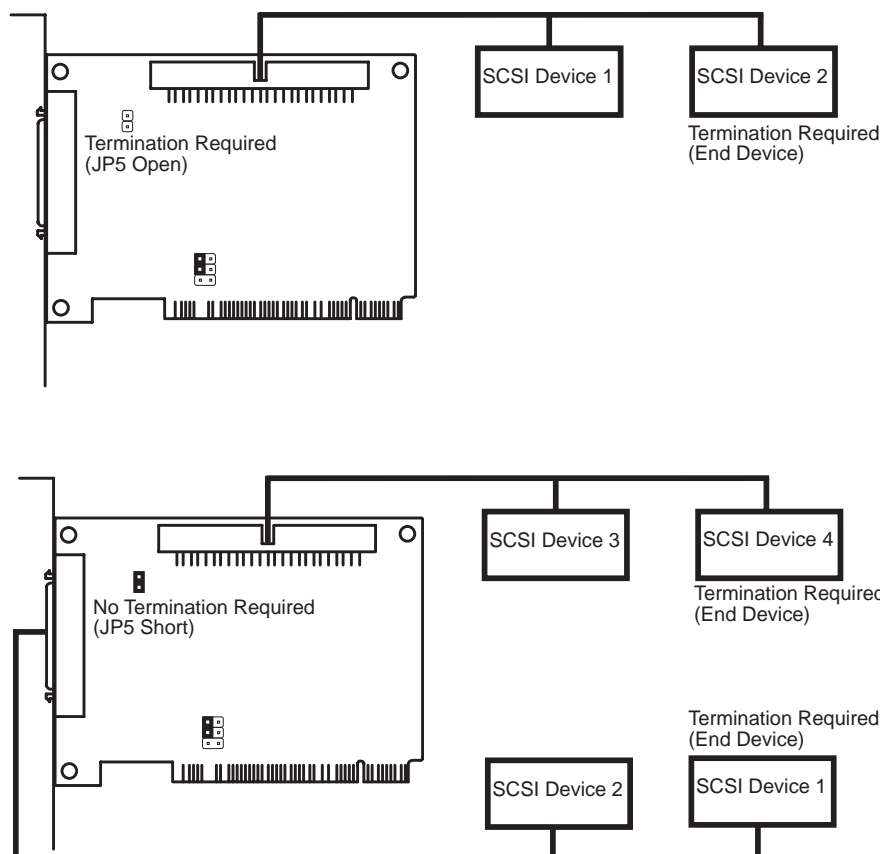 SCSI Device 1
SCSI Device 2
Termination Required
(JP5 Open)
Termination Required
(End Device)
SCSI Device 3
SCSI Device 4
No Termination Required
(JP5 Short)
Termination Required
(End Device)
Termination Required
(End Device)
SCSI Device 2
SCSI Device 1